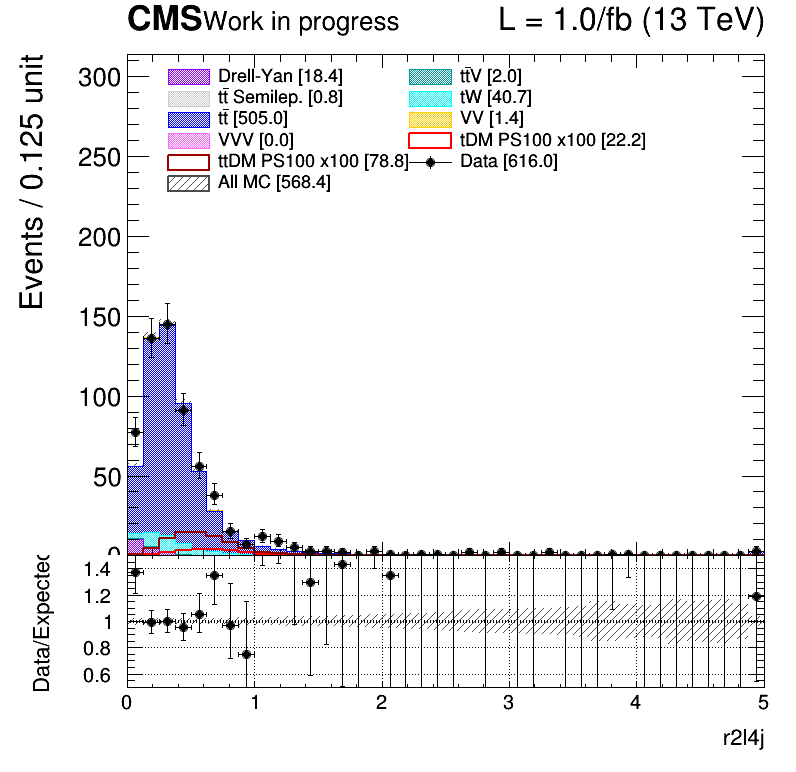 CMS Work in progress L = 1.0/fb (13 TeV)
Events / 0.125 unit
300
250
200
150
100
50
0
Drell-Yan [18.4] tt̄V [2.0]
tt̄ Semilep. [0.8] tW [40.7]
tt̄ [505.0] VV [1.4]
VVV [0.0] tDM PS100 x100 [22.2]
ttDM PS100 x100 [78.8] Data [616.0]
All MC [568.4]
Data/Expected
1.4
1.2
1
0.8
0.6
0 1 2 3 4 5
r2l4j